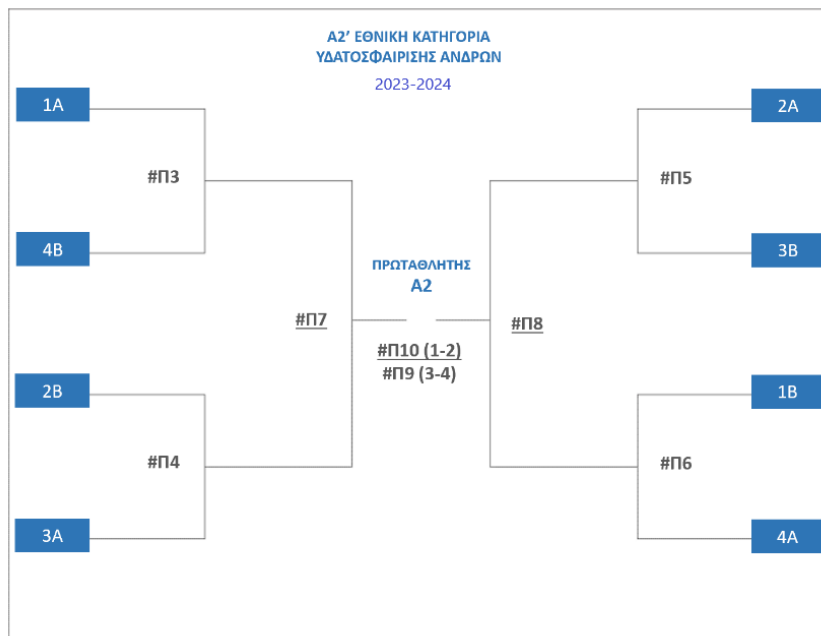 Α2’ ΕΘΝΙΚΗ ΚΑΤΗΓΟΡΙΑ
ΥΔΑΤΟΣΦΑΙΡΙΣΗΣ ΑΝΔΡΩΝ
2023-2024
1Α
2Α
#Π3
#Π5
4Β
3Β
ΠΡΩΤΑΘΛΗΤΗΣ
Α2
#Π7
#Π8
#Π10 (1-2)
#Π9 (3-4)
2Β
1Β
#Π4
#Π6
3Α
4Α